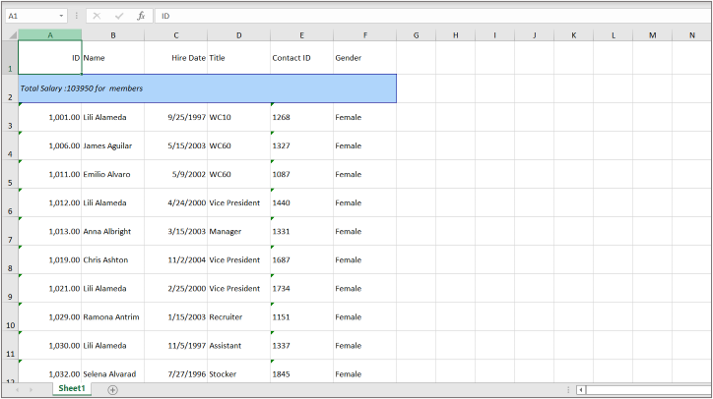 A1 fx ID
A B C D E F G H I J K L M N
1 ID Name Hire Date Title Contact ID Gender
2 Total Salary :103950 for members
3 1,001.00 Lili Alameda 9/25/1997 WC10 1268 Female
4 1,006.00 James Aguilar 5/15/2003 WC60 1327 Female
5 1,011.00 Emilio Alvaro 5/9/2002 WC60 1087 Female
6 1,012.00 Lili Alameda 4/24/2000 Vice President 1440 Female
7 1,013.00 Anna Albright 3/15/2003 Manager 1331 Female
8 1,019.00 Chris Ashton 11/2/2004 Vice President 1687 Female
9 1,021.00 Lili Alameda 2/25/2000 Vice President 1734 Female
10 1,029.00 Ramona Antrim 1/15/2003 Recruiter 1151 Female
11 1,030.00 Lili Alameda 11/5/1997 Assistant 1337 Female
12 1,032.00 Selena Alvarad 7/27/1996 Stocker 1845 Female
Sheet1